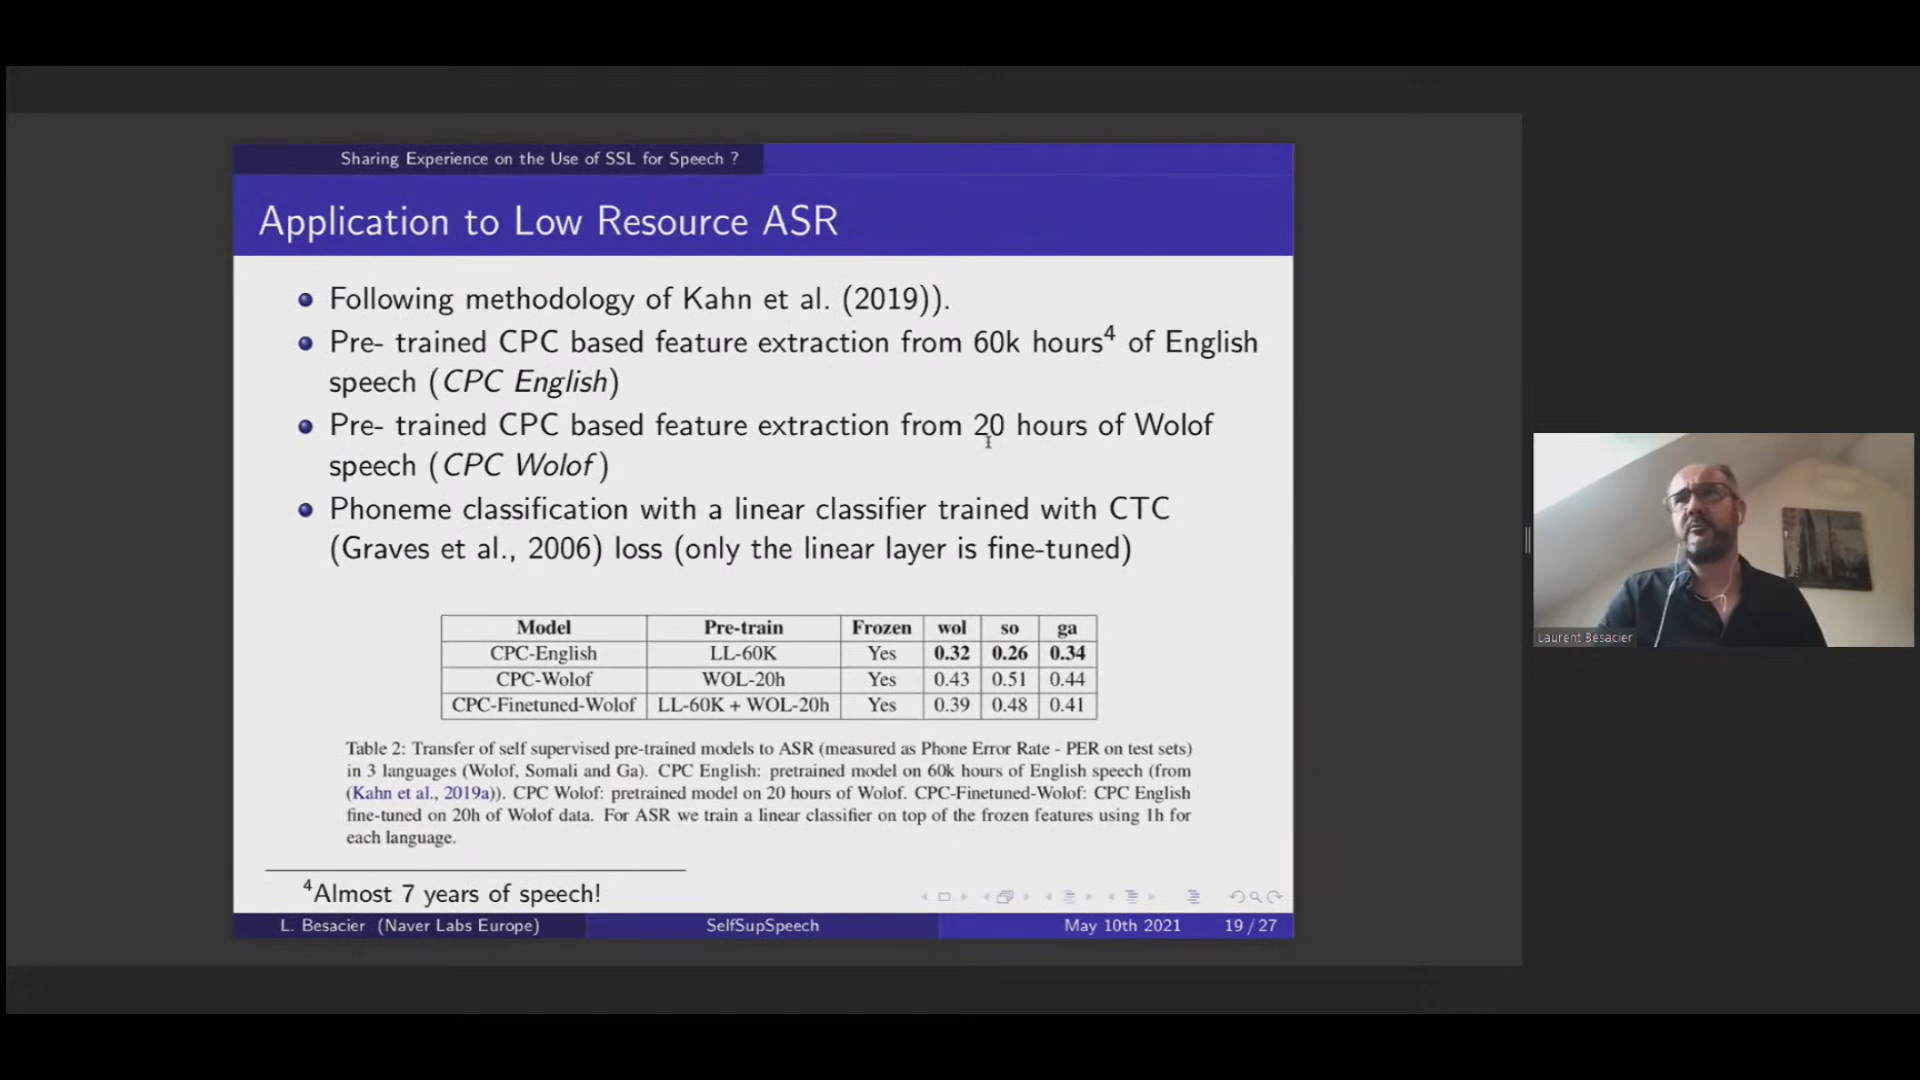 Sharing Experience on the Use of SSL for Speech ?
Application to Low Resource ASR
Following methodology of Kahn et al. (2019)).
Pre- trained CPC based feature extraction from 60k hours⁴ of English
speech (CPC English)
Pre- trained CPC based feature extraction from 20 hours of Wolof
speech (CPC Wolof)
Phoneme classification with a linear classifier trained with CTC
(Graves et al., 2006) loss (only the linear layer is fine-tuned)
Model Pre-train Frozen wol so ga
CPC-English LL-60K Yes 0.32 0.26 0.34
CPC-Wolof WOL-20h Yes 0.43 0.51 0.44
CPC-Finetuned-Wolof LL-60K + WOL-20h Yes 0.39 0.48 0.41
Table 2: Transfer of self supervised pre-trained models to ASR (measured as Phone Error Rate - PER on test sets)
in 3 languages (Wolof, Somali and Ga). CPC English: pretrained model on 60k hours of English speech (from
(Kahn et al., 2019a)). CPC Wolof: pretrained model on 20 hours of Wolof. CPC-Finetuned-Wolof: CPC English
fine-tuned on 20h of Wolof data. For ASR we train a linear classifier on top of the frozen features using 1h for
each language.
⁴Almost 7 years of speech!
L. Besacier (Naver Labs Europe) SelfSupSpeech May 10th 2021 19 / 27
Laurent Besacier